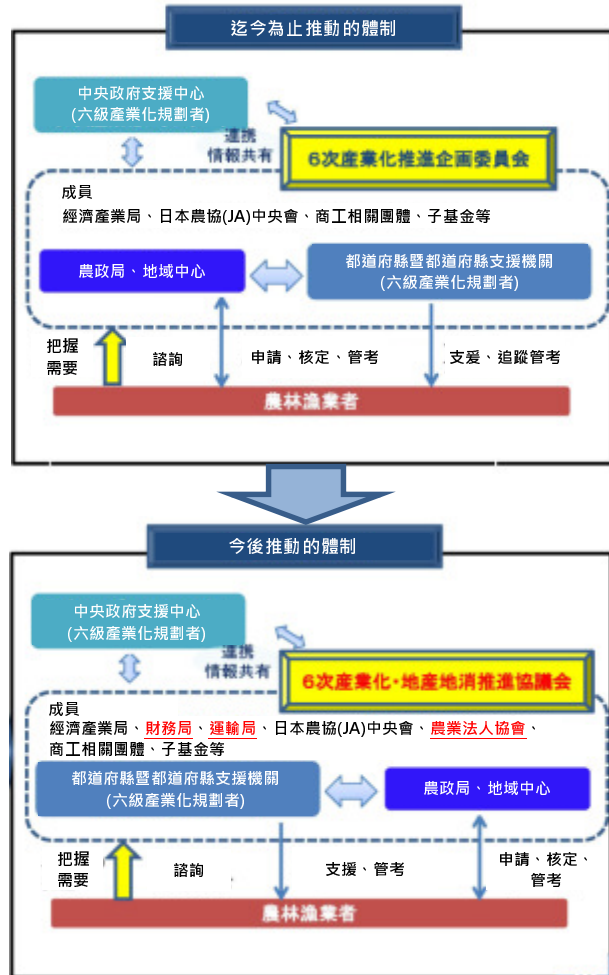 迄今為止推動的體制
中央政府支援中心
(六級產業化規劃者)
連携
情報共有
6次産業化推進企画委員会
成員
經濟產業局、日本農協(JA)中央會、商工相關團體、子基金等
農政局、地域中心
都道府縣暨都道府縣支援機關
(六級產業化規劃者)
把握
需要
諮詢
申請、核定、管考
支爰、追蹤管考
農林漁業者
今後推動的體制
中央政府支援中心
(六級產業化規劃者)
連携
情報共有
6次産業化・地産地消推進協議会
成員
經濟產業局、財務局、運輸局、日本農協(JA)中央會、農業法人協會、
商工相關團體、子基金等
都道府縣暨都道府縣支援機關
(六級產業化規劃者)
農政局、地域中心
把握
需要
諮詢
支援、管考
申請、核定、
管考
農林漁業者